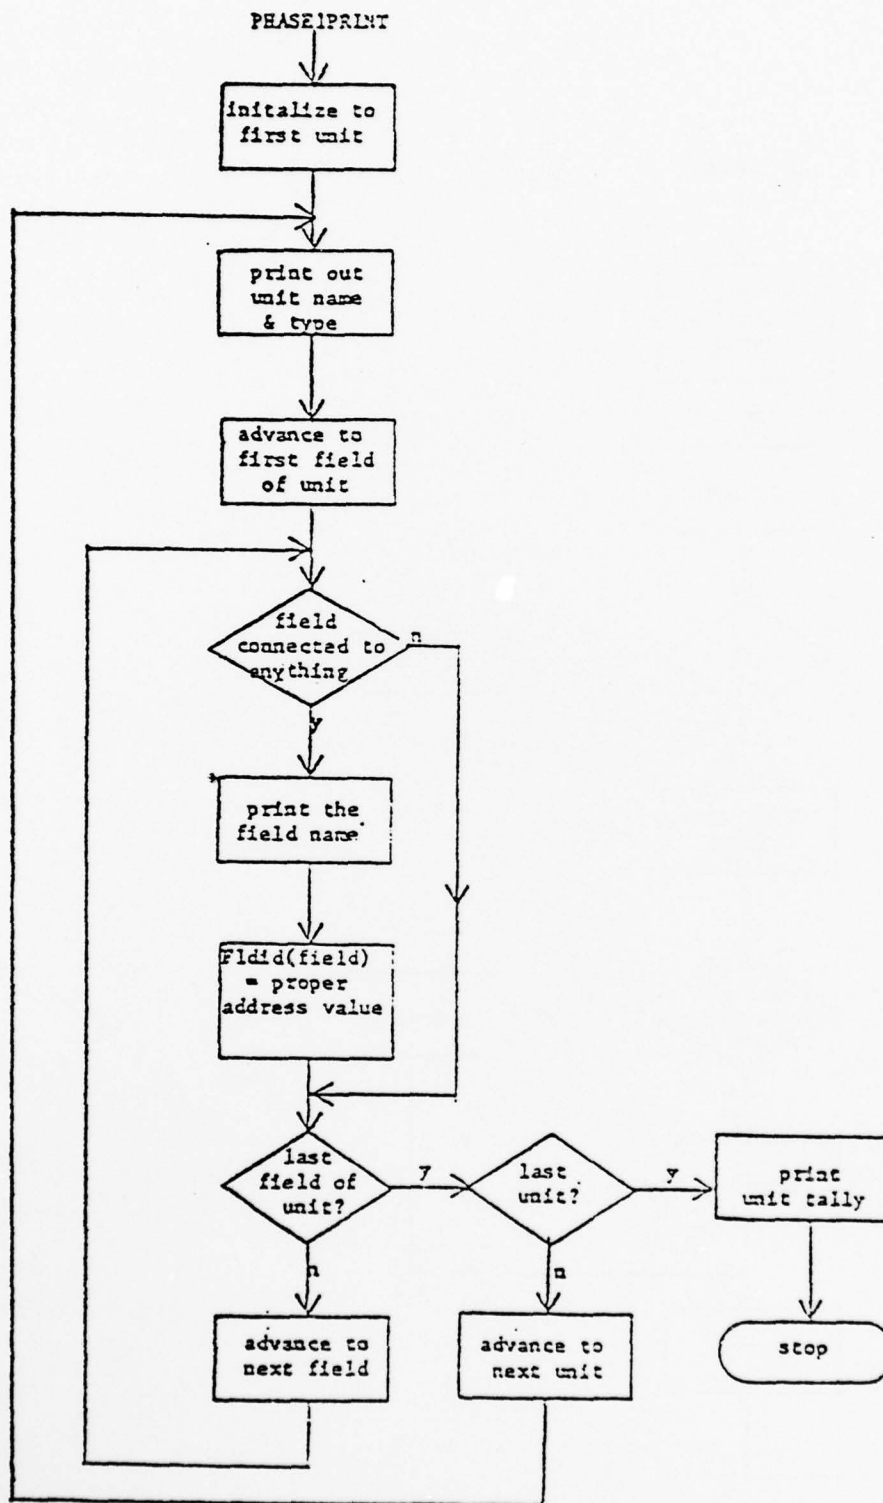 PHASE1PRINT
initalize to
first unit
print out
unit name
& type
advance to
first field
of unit
field
connected to
anything
n
y
print the
field name
Fldid(field)
= proper
address value
last
field of
unit?
y
last
unit?
y
print
unit tally
n
n
advance to
next field
advance to
next unit
stop